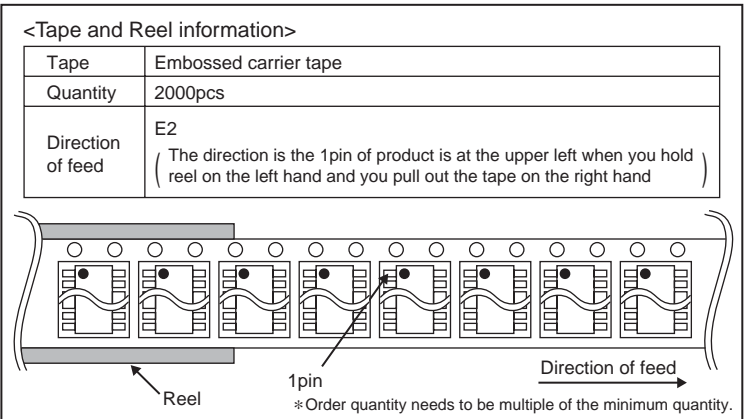 <Tape and Reel information>
Tape Embossed carrier tape
Quantity 2000pcs
Direction of feed E2
( The direction is the 1pin of product is at the upper left when you hold
reel on the left hand and you pull out the tape on the right hand )
Direction of feed
1pin
Reel
＊Order quantity needs to be multiple of the minimum quantity.